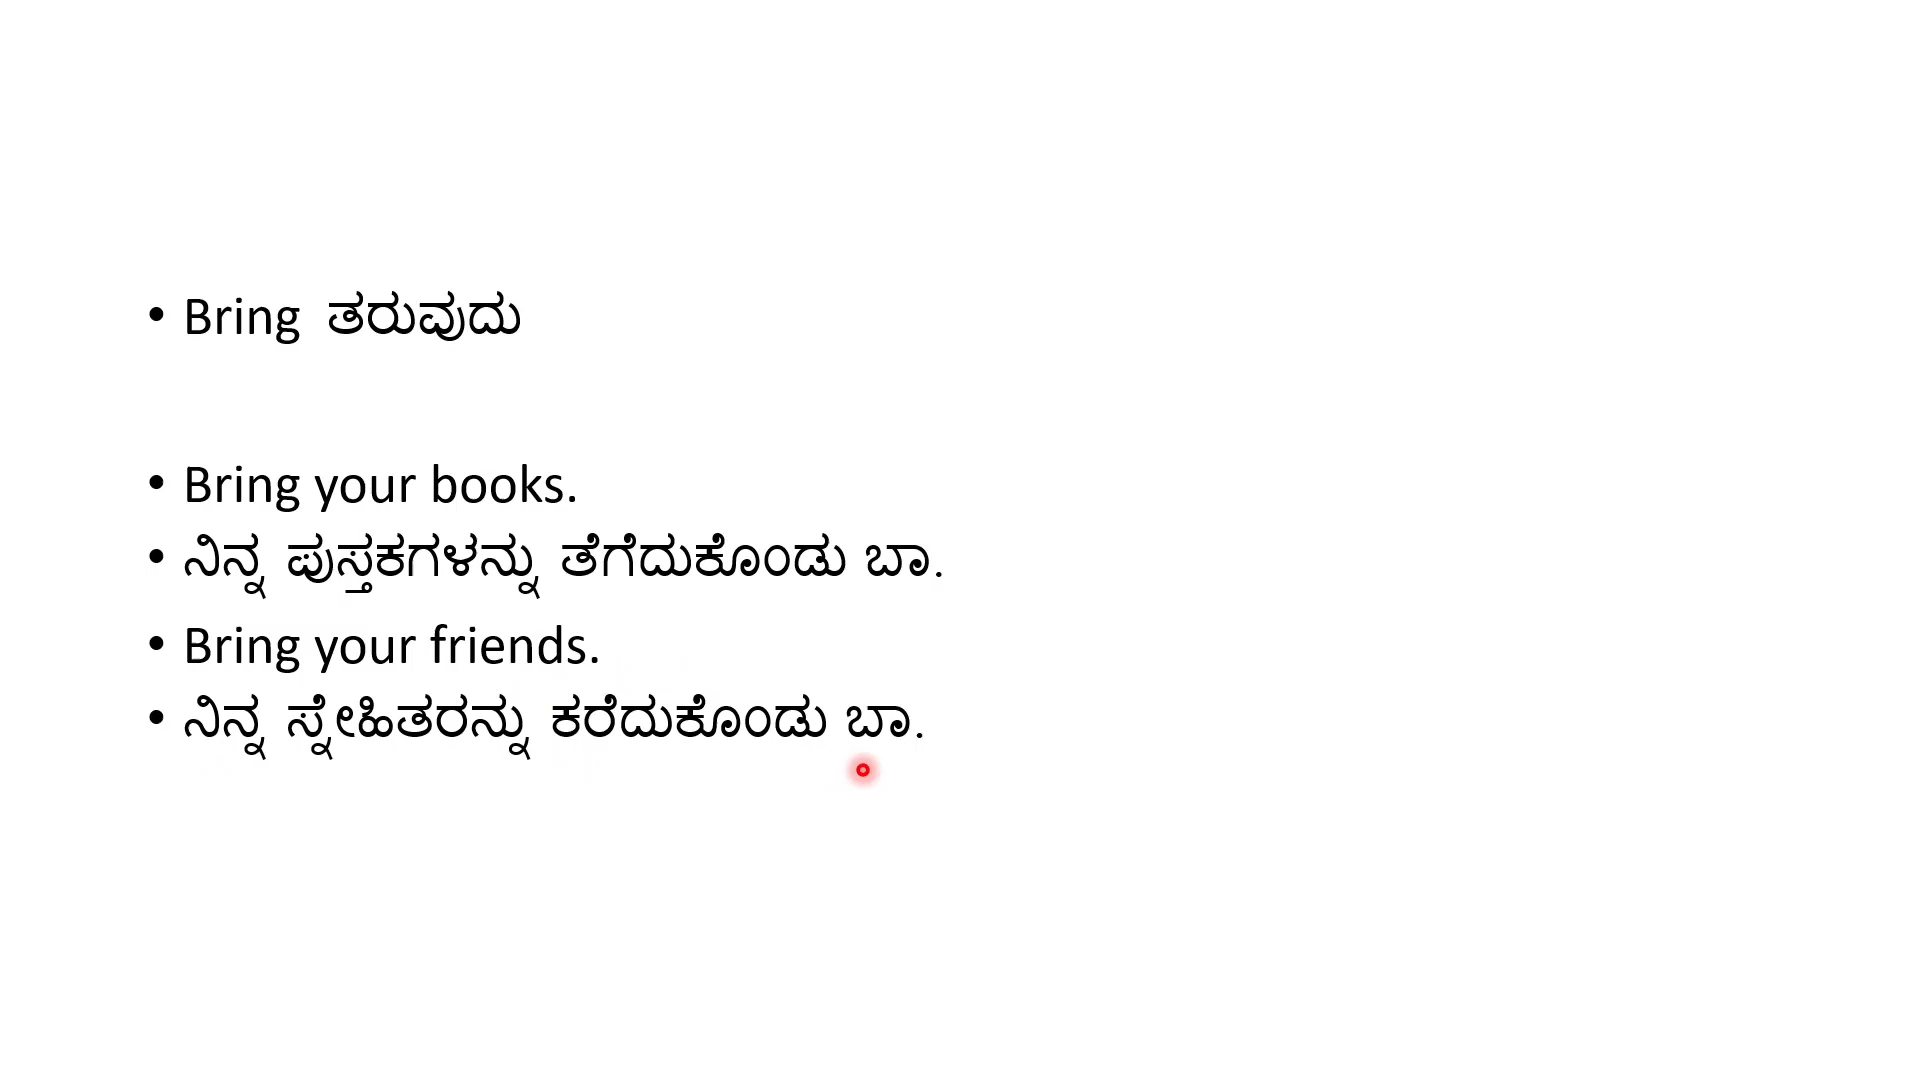 • Bring ತರುವುದು
• Bring your books.
• ನಿನ್ನ ಪುಸ್ತಕಗಳನ್ನು ತೆಗೆದುಕೊಂಡು ಬಾ.
• Bring your friends.
• ನಿನ್ನ ಸ್ನೇಹಿತರನ್ನು ಕರೆದುಕೊಂಡು ಬಾ.